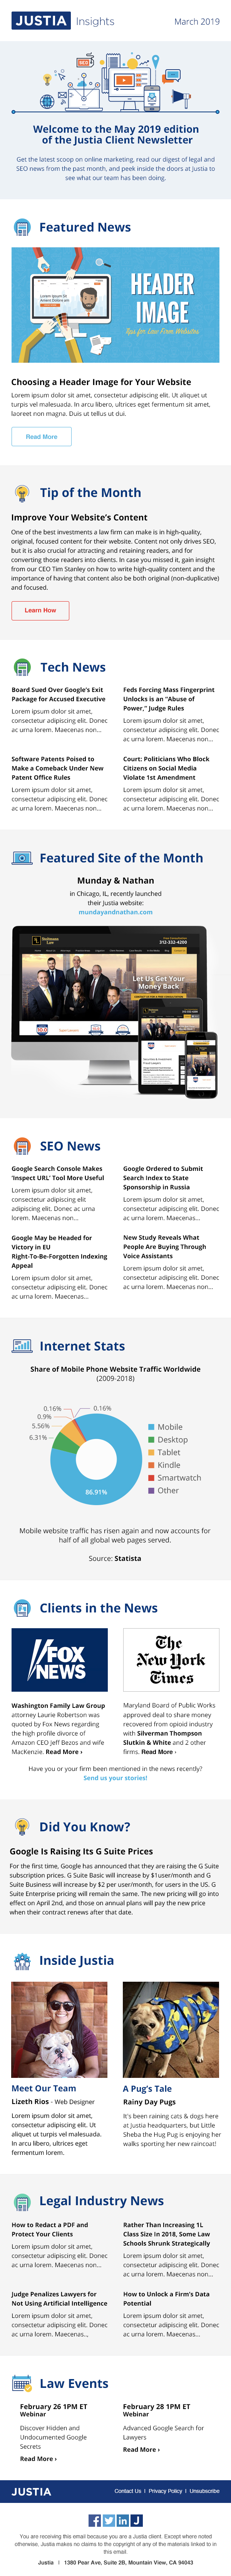 JUSTIA Insights
March 2019
Welcome to the May 2019 edition
of the Justia Client Newsletter
Get the latest scoop on online marketing, read our digest of legal and
SEO news from the past month, and peek inside the doors at Justia to
see what our team has been doing.
Featured News
HEADER
IMAGE
Tips for Law Firm Websites
Choosing a Header Image for Your Website
Lorem ipsum dolor sit amet, consectetur adipiscing elit. Ut aliquet ut
turpis vel malesuada. In arcu libero, ultrices eget fermentum sit amet,
laoreet non magna. Duis ut tellus ut dui.
Read More
Tip of the Month
Improve Your Website's Content
One of the best investments a law firm can make is in high-quality,
original, focused content for their website. Content not only drives SEO,
but it is also crucial for attracting and retaining readers, and for
converting those readers into clients. In case you missed it, gain insight
from our CEO Tim Stanley on how to write high-quality content and the
importance of having that content also be both original (non-duplicative)
and focused.
Learn How
Tech News
Board Sued Over Google's Exit
Package for Accused Executive
Lorem ipsum dolor sit amet,
consectetur adipiscing elit. Donec
ac urna lorem. Maecenas non...
Feds Forcing Mass Fingerprint
Unlocks is an "Abuse of
Power," Judge Rules
Lorem ipsum dolor sit amet,
consectetur adipiscing elit. Donec
ac urna lorem. Maecenas non...
Software Patents Poised to
Make a Comeback Under New
Patent Office Rules
Lorem ipsum dolor sit amet,
consectetur adipiscing elit. Donec
ac urna lorem. Maecenas non...
Court: Politicians Who Block
Citizens on Social Media
Violate 1st Amendment
Lorem ipsum dolor sit amet,
consectetur adipiscing elit. Donec
ac urna lorem. Maecenas non...
Featured Site of the Month
Munday & Nathan
in Chicago, IL, recently launched
their Justia website:
mundayandnathan.com
312-332-4200
Let Us Get Your
Money Back
SEO News
Google Search Console Makes
'Inspect URL' Tool More Useful
Lorem ipsum dolor sit amet,
consectetur adipiscing elit
adipiscing elit. Donec ac urna
lorem. Maecenas non...
Google Ordered to Submit
Search Index to State
Sponsorship in Russia
Lorem ipsum dolor sit amet,
consectetur adipiscing elit. Donec
ac urna lorem. Maecenas...
Google May be Headed for
Victory in EU
Right-To-Be-Forgotten Indexing
Appeal
Lorem ipsum dolor sit amet,
consectetur adipiscing elit. Donec
ac urna lorem. Maecenas...
New Study Reveals What
People Are Buying Through
Voice Assistants
Lorem ipsum dolor sit amet,
consectetur adipiscing elit. Donec
ac urna lorem. Maecenas non...
Internet Stats
Share of Mobile Phone Website Traffic Worldwide
(2009-2018)
0.16%
0.16%
0.9%
5.56%
6.31%
86.91%
Mobile
Desktop
Tablet
Kindle
Smartwatch
Other
Mobile website traffic has risen again and now accounts for
half of all global web pages served.
Source: Statista
Clients in the News
FOX
NEWS
The
New York
Times
Washington Family Law Group
attorney Laurie Robertson was
quoted by Fox News regarding
the high profile divorce of
Amazon CEO Jeff Bezos and wife
MacKenzie. Read More ›
Maryland Board of Public Works
approved deal to share money
recovered from opioid industry
with Silverman Thompson
Slutkin & White and 2 other
firms. Read More ›
Have you or your firm been mentioned in the news recently?
Send us your stories!
Did You Know?
Google Is Raising Its G Suite Prices
For the first time, Google has announced that they are raising the G Suite
subscription prices. G Suite Basic will increase by $1 user/month and G
Suite Business will increase by $2 per user/month, for users in the US. G
Suite Enterprise pricing will remain the same. The new pricing will go into
effect on April 2nd, and those on annual plans will pay the new price
when their contract renews after that date.
Inside Justia
Meet Our Team
Lizeth Rios - Web Designer
Lorem ipsum dolor sit amet,
consectetur adipiscing elit. Ut
aliquet ut turpis vel malesuada.
In arcu libero, ultrices eget
fermentum lorem.
A Pug's Tale
Rainy Day Pugs
It's been raining cats & dogs here
at Justia headquarters, but Little
Sheba the Hug Pug is enjoying her
walks sporting her new raincoat!
Legal Industry News
How to Redact a PDF and
Protect Your Clients
Lorem ipsum dolor sit amet,
consectetur adipiscing elit. Donec
ac urna lorem. Maecenas non...
Rather Than Increasing 1L
Class Size In 2018, Some Law
Schools Shrunk Strategically
Lorem ipsum dolor sit amet,
consectetur adipiscing elit. Donec
ac urna lorem. Maecenas non...
Judge Penalizes Lawyers for
Not Using Artificial Intelligence
Lorem ipsum dolor sit amet,
consectetur adipiscing elit. Donec
ac urna lorem. Maecenas...
How to Unlock a Firm's Data
Potential
Lorem ipsum dolor sit amet,
consectetur adipiscing elit. Donec
ac urna lorem. Maecenas...
Law Events
February 26 1PM ET
Webinar
Discover Hidden and
Undocumented Google
Secrets
Read More ›
February 28 1PM ET
Webinar
Advanced Google Search for
Lawyers
Read More ›
JUSTIA
Contact Us | Privacy Policy | Unsubscribe
You are receiving this email because you are a Justia client. Except where noted
otherwise, Justia makes no claims to the copyright of any of the materials linked to in
this email.
Justia | 1380 Pear Ave, Suite 2B, Mountain View, CA 94043